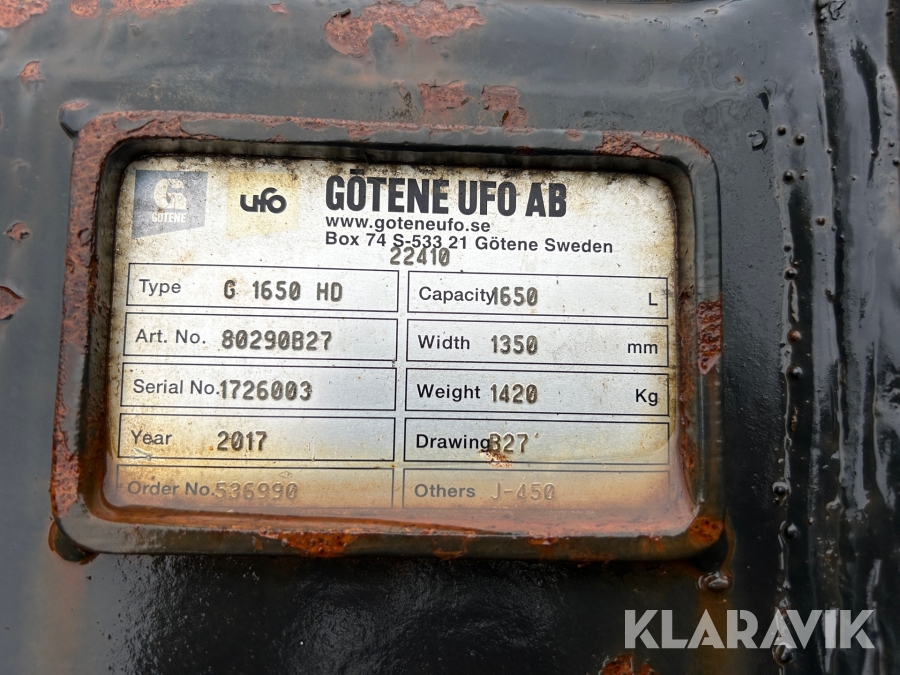 G
GÖTENE
ufo
GÖTENE UFO AB
www.goteneufo.se
Box 74 S-533 21 Götene Sweden
22410
Type G 1650 HD
Capacity 1650 L
Art. No. 80290B27
Width 1350 mm
Serial No. 1726003
Weight 1420 Kg
Year 2017
Drawing B27
Order No. 536990
Others J-450
KLARAVIK